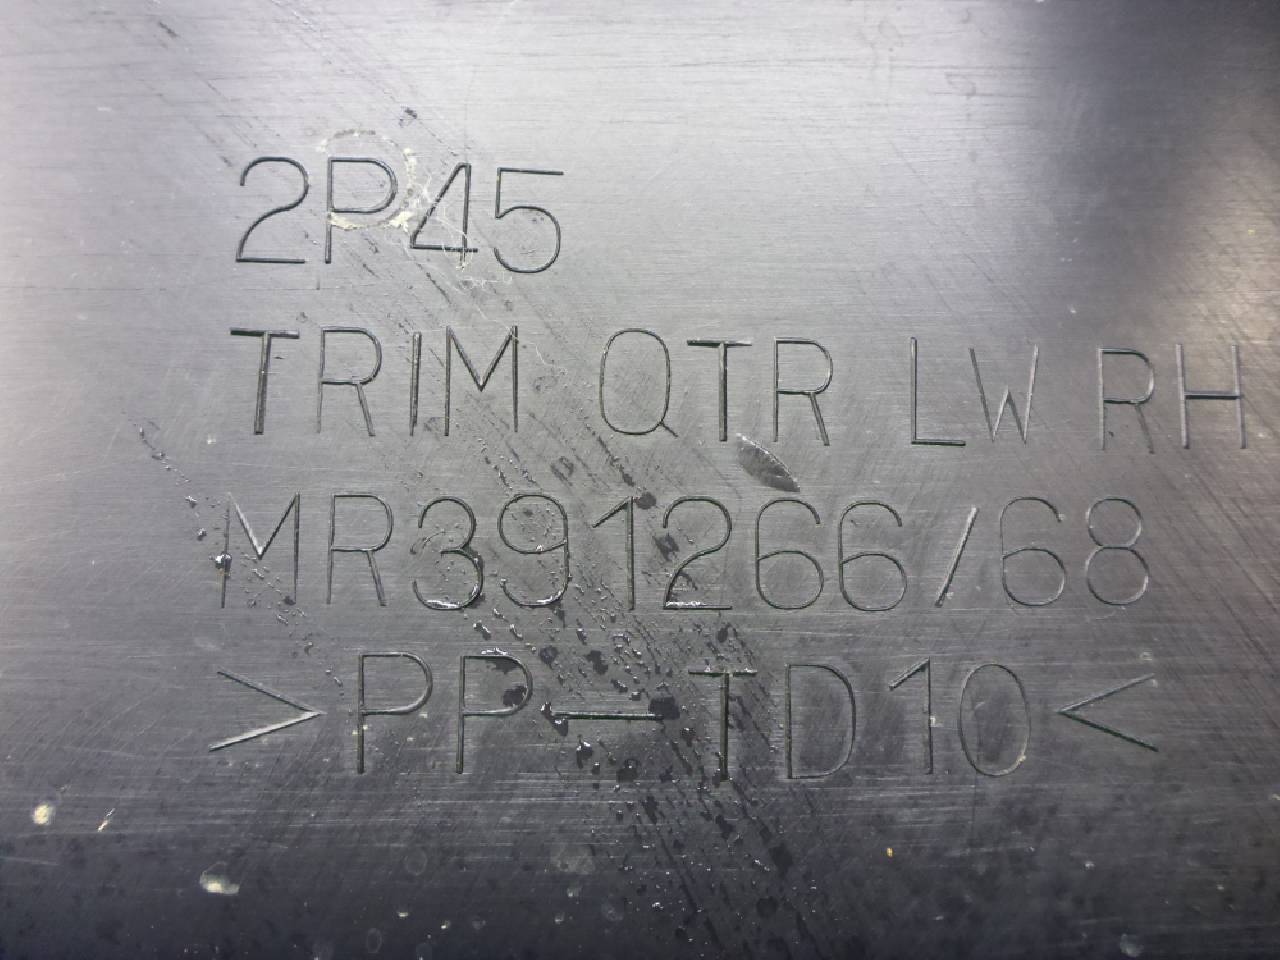 2P45
TRIM QTR LW RH
MR391266/68
>PP-TD10<